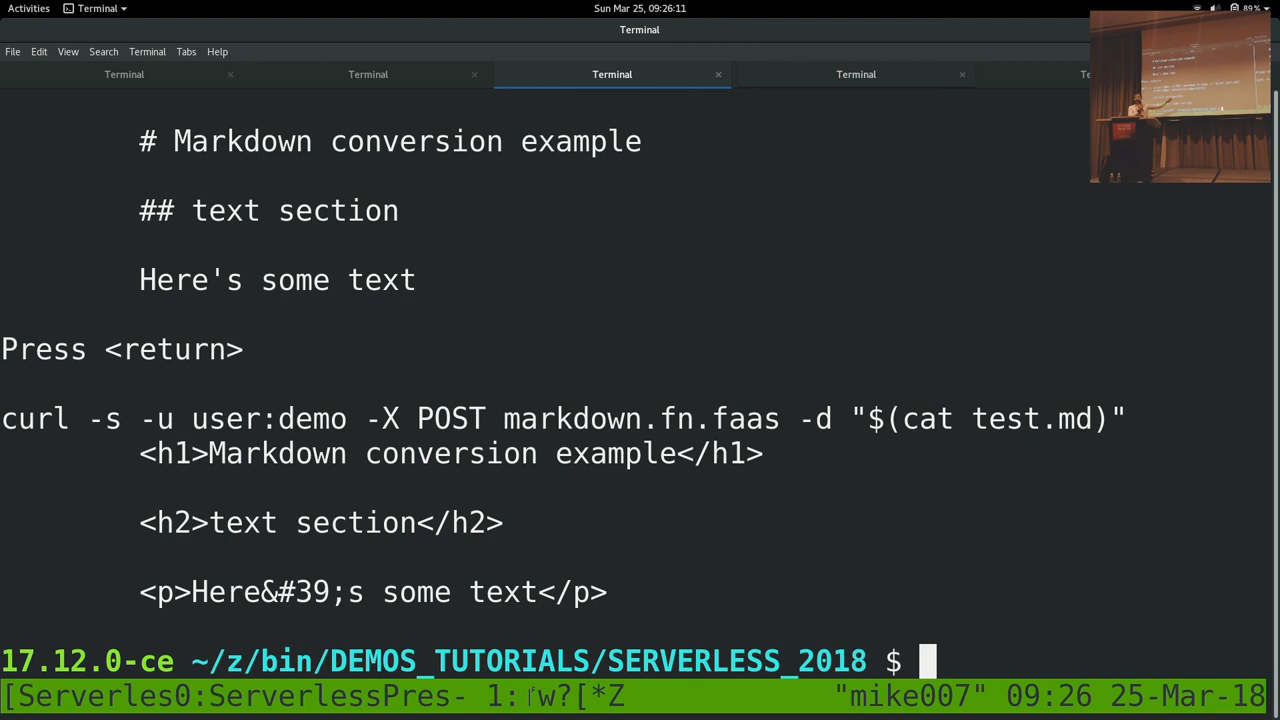 Activities
Terminal
Sun Mar 25, 09:26:11
89%
Terminal
File Edit View Search Terminal Tabs Help
Terminal Terminal Terminal Terminal
# Markdown conversion example
## text section
Here's some text
Press <return>
curl -s -u user:demo -X POST markdown.fn.faas -d "$(cat test.md)"
<h1>Markdown conversion example</h1>
<h2>text section</h2>
<p>Here&#39;s some text</p>
17.12.0-ce ~/z/bin/DEMOS_TUTORIALS/SERVERLESS_2018 $
[Serverles0:ServerlessPres- 1: w?[*Z "mike007" 09:26 25-Mar-18